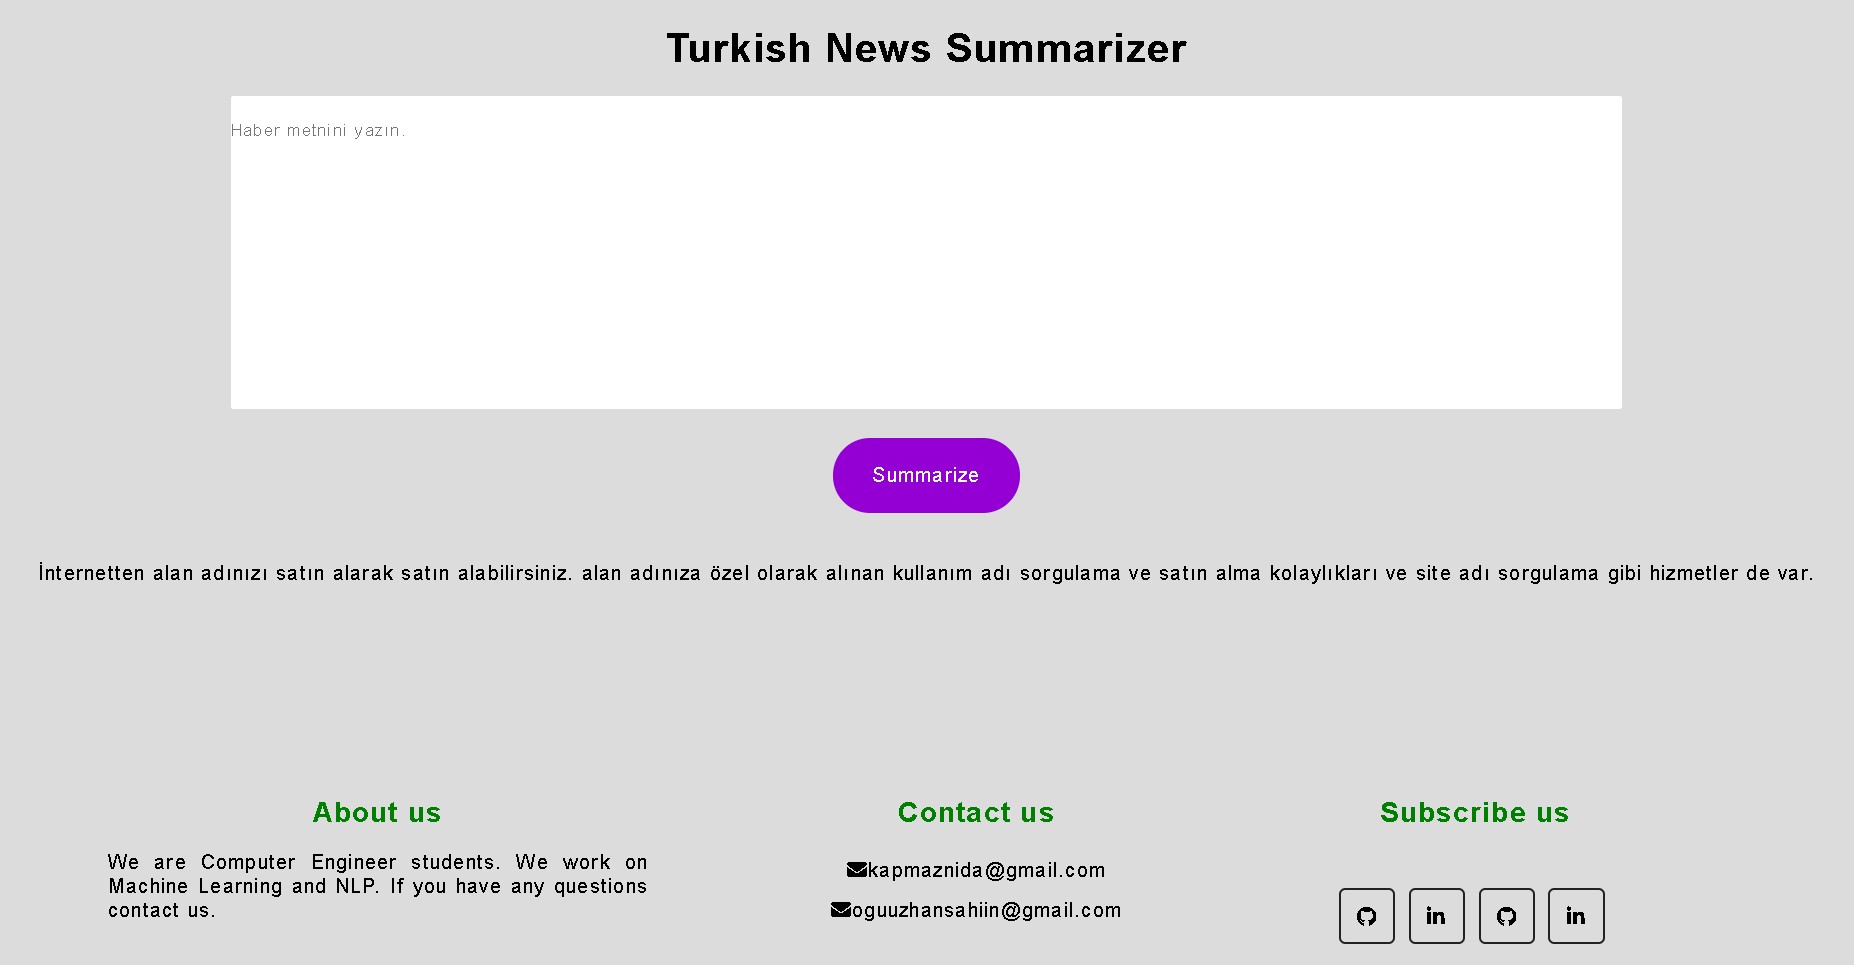 Turkish News Summarizer
Haber metnini yazın.
Summarize
İnternetten alan adınızı satın alarak satın alabilirsiniz. alan adınıza özel olarak alınan kullanım adı sorgulama ve satın alma kolaylıkları ve site adı sorgulama gibi hizmetler de var.
About us
We are Computer Engineer students. We work on
Machine Learning and NLP. If you have any questions
contact us.
Contact us
kapmaznida@gmail.com
oguuzhansahiin@gmail.com
Subscribe us
in
in